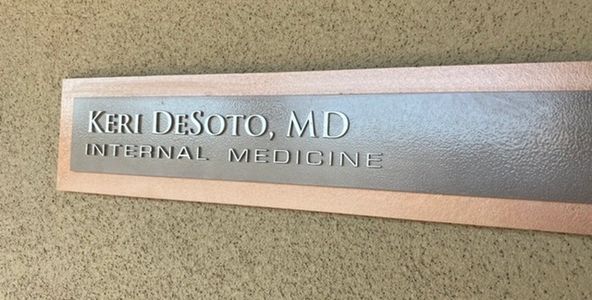 KERI DESOTO, MD
INTERNAL MEDICINE